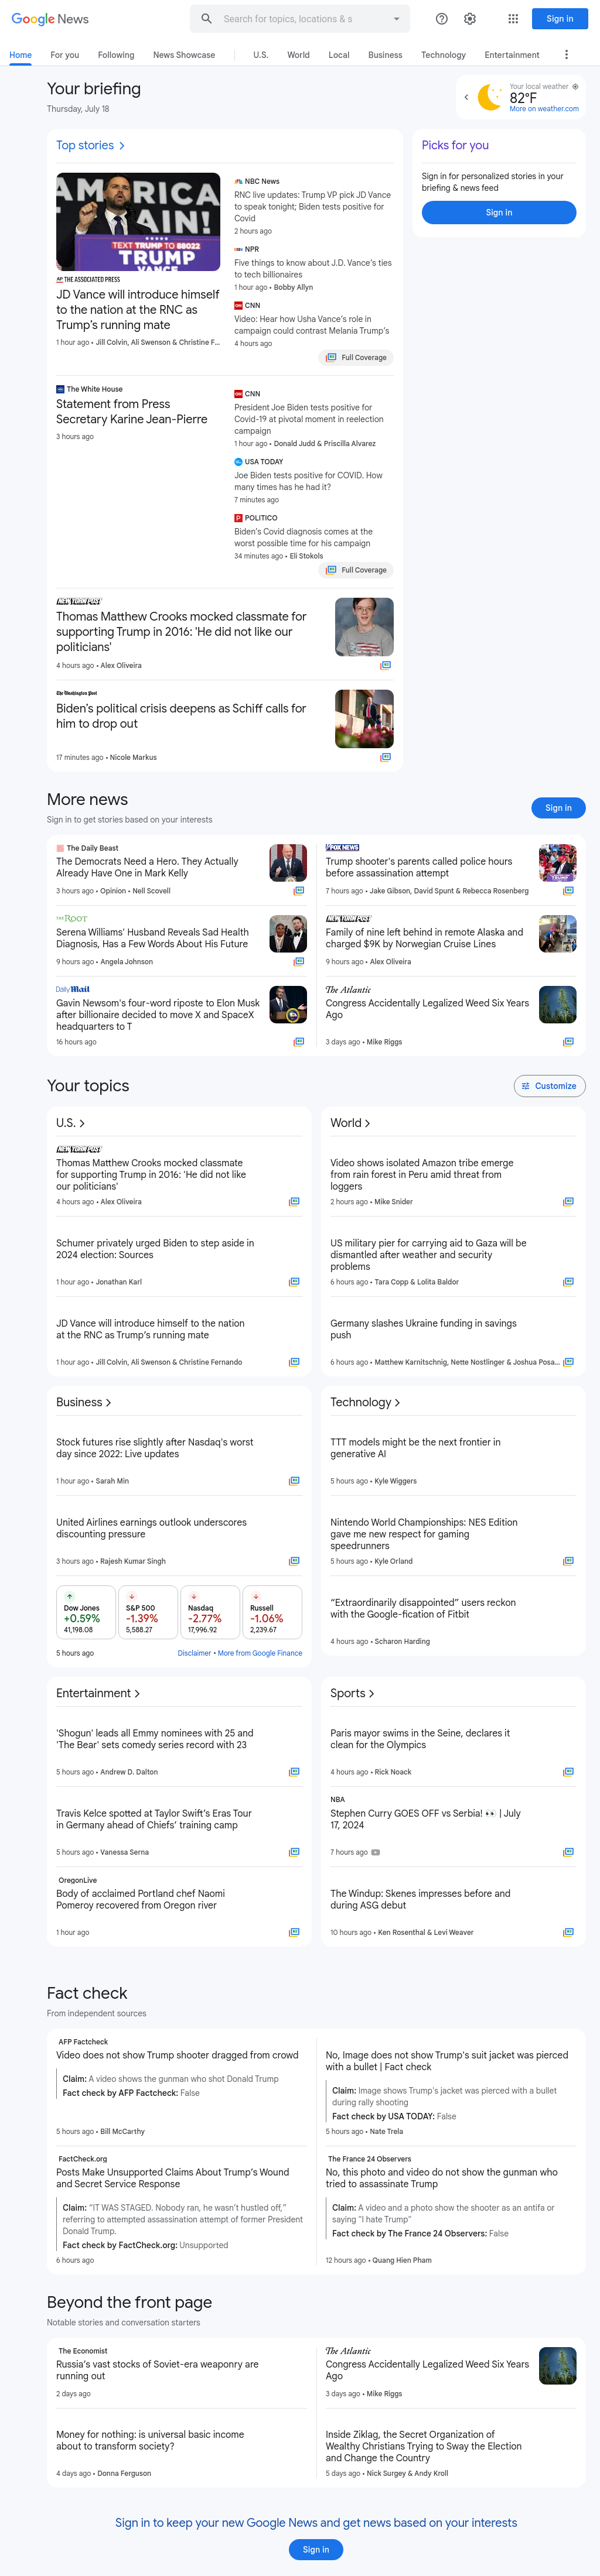 Google News
Search for topics, locations & s
Sign in
Home
For you
Following
News Showcase
U.S.
World
Local
Business
Technology
Entertainment
Your briefing
Thursday, July 18
Your local weather
82°F
More on weather.com
Top stories
AMERICA
AIN!
TEXT TRUMP TO 88022
TRUMP
VANCE
AP THE ASSOCIATED PRESS
JD Vance will introduce himself
to the nation at the RNC as
Trump's running mate
1 hour ago • Jill Colvin, Ali Swenson & Christine F...
NBC News
RNC live updates: Trump VP pick JD Vance
to speak tonight; Biden tests positive for
Covid
2 hours ago
NPR
Five things to know about J.D. Vance's ties
to tech billionaires
1 hour ago • Bobby Allyn
CNN
Video: Hear how Usha Vance's role in
campaign could contrast Melania Trump's
4 hours ago
Full Coverage
Picks for you
Sign in for personalized stories in your
briefing & news feed
Sign in
The White House
Statement from Press
Secretary Karine Jean-Pierre
3 hours ago
CNN
President Joe Biden tests positive for
Covid-19 at pivotal moment in reelection
campaign
1 hour ago • Donald Judd & Priscilla Alvarez
USA TODAY
Joe Biden tests positive for COVID. How
many times has he had it?
7 minutes ago
POLITICO
Biden's Covid diagnosis comes at the
worst possible time for his campaign
34 minutes ago • Eli Stokols
Full Coverage
NEW YORK POST
Thomas Matthew Crooks mocked classmate for
supporting Trump in 2016: 'He did not like our
politicians'
4 hours ago • Alex Oliveira
The Washington Post
Biden's political crisis deepens as Schiff calls for
him to drop out
17 minutes ago • Nicole Markus
More news
Sign in to get stories based on your interests
Sign in
The Daily Beast
The Democrats Need a Hero. They Actually
Already Have One in Mark Kelly
3 hours ago • Opinion • Nell Scovell
FOX NEWS
Trump shooter's parents called police hours
before assassination attempt
7 hours ago • Jake Gibson, David Spunt & Rebecca Rosenberg
THE ROOT
Serena Williams' Husband Reveals Sad Health
Diagnosis, Has a Few Words About His Future
9 hours ago • Angela Johnson
NEW YORK POST
Family of nine left behind in remote Alaska and
charged $9K by Norwegian Cruise Lines
9 hours ago • Alex Oliveira
Daily Mail
Gavin Newsom's four-word riposte to Elon Musk
after billionaire decided to move X and SpaceX
headquarters to T
16 hours ago
The Atlantic
Congress Accidentally Legalized Weed Six Years
Ago
3 days ago • Mike Riggs
Your topics
Customize
U.S.
NEW YORK POST
Thomas Matthew Crooks mocked classmate
for supporting Trump in 2016: 'He did not like
our politicians'
4 hours ago • Alex Oliveira
Schumer privately urged Biden to step aside in
2024 election: Sources
1 hour ago • Jonathan Karl
JD Vance will introduce himself to the nation
at the RNC as Trump's running mate
1 hour ago • Jill Colvin, Ali Swenson & Christine Fernando
World
Video shows isolated Amazon tribe emerge
from rain forest in Peru amid threat from
loggers
2 hours ago • Mike Snider
US military pier for carrying aid to Gaza will be
dismantled after weather and security
problems
6 hours ago • Tara Copp & Lolita Baldor
Germany slashes Ukraine funding in savings
push
6 hours ago • Matthew Karnitschnig, Nette Nostlinger & Joshua Posa...
Business
Stock futures rise slightly after Nasdaq's worst
day since 2022: Live updates
1 hour ago • Sarah Min
United Airlines earnings outlook underscores
discounting pressure
3 hours ago • Rajesh Kumar Singh
Dow Jones
+0.59%
41,198.08
S&P 500
-1.39%
5,588.27
Nasdaq
-2.77%
17,996.92
Russell
-1.06%
2,239.67
5 hours ago
Disclaimer • More from Google Finance
Technology
TTT models might be the next frontier in
generative AI
5 hours ago • Kyle Wiggers
Nintendo World Championships: NES Edition
gave me new respect for gaming
speedrunners
5 hours ago • Kyle Orland
“Extraordinarily disappointed” users reckon
with the Google-fication of Fitbit
4 hours ago • Scharon Harding
Entertainment
'Shogun' leads all Emmy nominees with 25 and
'The Bear' sets comedy series record with 23
5 hours ago • Andrew D. Dalton
Travis Kelce spotted at Taylor Swift's Eras Tour
in Germany ahead of Chiefs' training camp
5 hours ago • Vanessa Serna
OregonLive
Body of acclaimed Portland chef Naomi
Pomeroy recovered from Oregon river
1 hour ago
Sports
Paris mayor swims in the Seine, declares it
clean for the Olympics
4 hours ago • Rick Noack
NBA
Stephen Curry GOES OFF vs Serbia! 👀 | July
17, 2024
7 hours ago
The Windup: Skenes impresses before and
during ASG debut
10 hours ago • Ken Rosenthal & Levi Weaver
Fact check
From independent sources
AFP Factcheck
Video does not show Trump shooter dragged from crowd
Claim: A video shows the gunman who shot Donald Trump
Fact check by AFP Factcheck: False
5 hours ago • Bill McCarthy
No, Image does not show Trump's suit jacket was pierced
with a bullet | Fact check
Claim: Image shows Trump's jacket was pierced with a bullet
during rally shooting
Fact check by USA TODAY: False
5 hours ago • Nate Trela
FactCheck.org
Posts Make Unsupported Claims About Trump's Wound
and Secret Service Response
Claim: “IT WAS STAGED. Nobody ran, he wasn't hustled off,”
referring to attempted assassination attempt of former President
Donald Trump.
Fact check by FactCheck.org: Unsupported
6 hours ago
The France 24 Observers
No, this photo and video do not show the gunman who
tried to assassinate Trump
Claim: A video and a photo show the shooter as an antifa or
saying "I hate Trump"
Fact check by The France 24 Observers: False
12 hours ago • Quang Hien Pham
Beyond the front page
Notable stories and conversation starters
The Economist
Russia's vast stocks of Soviet-era weaponry are
running out
2 days ago
The Atlantic
Congress Accidentally Legalized Weed Six Years
Ago
3 days ago • Mike Riggs
Money for nothing: is universal basic income
about to transform society?
4 days ago • Donna Ferguson
Inside Ziklag, the Secret Organization of
Wealthy Christians Trying to Sway the Election
and Change the Country
5 days ago • Nick Surgey & Andy Kroll
Sign in to keep your new Google News and get news based on your interests
Sign in